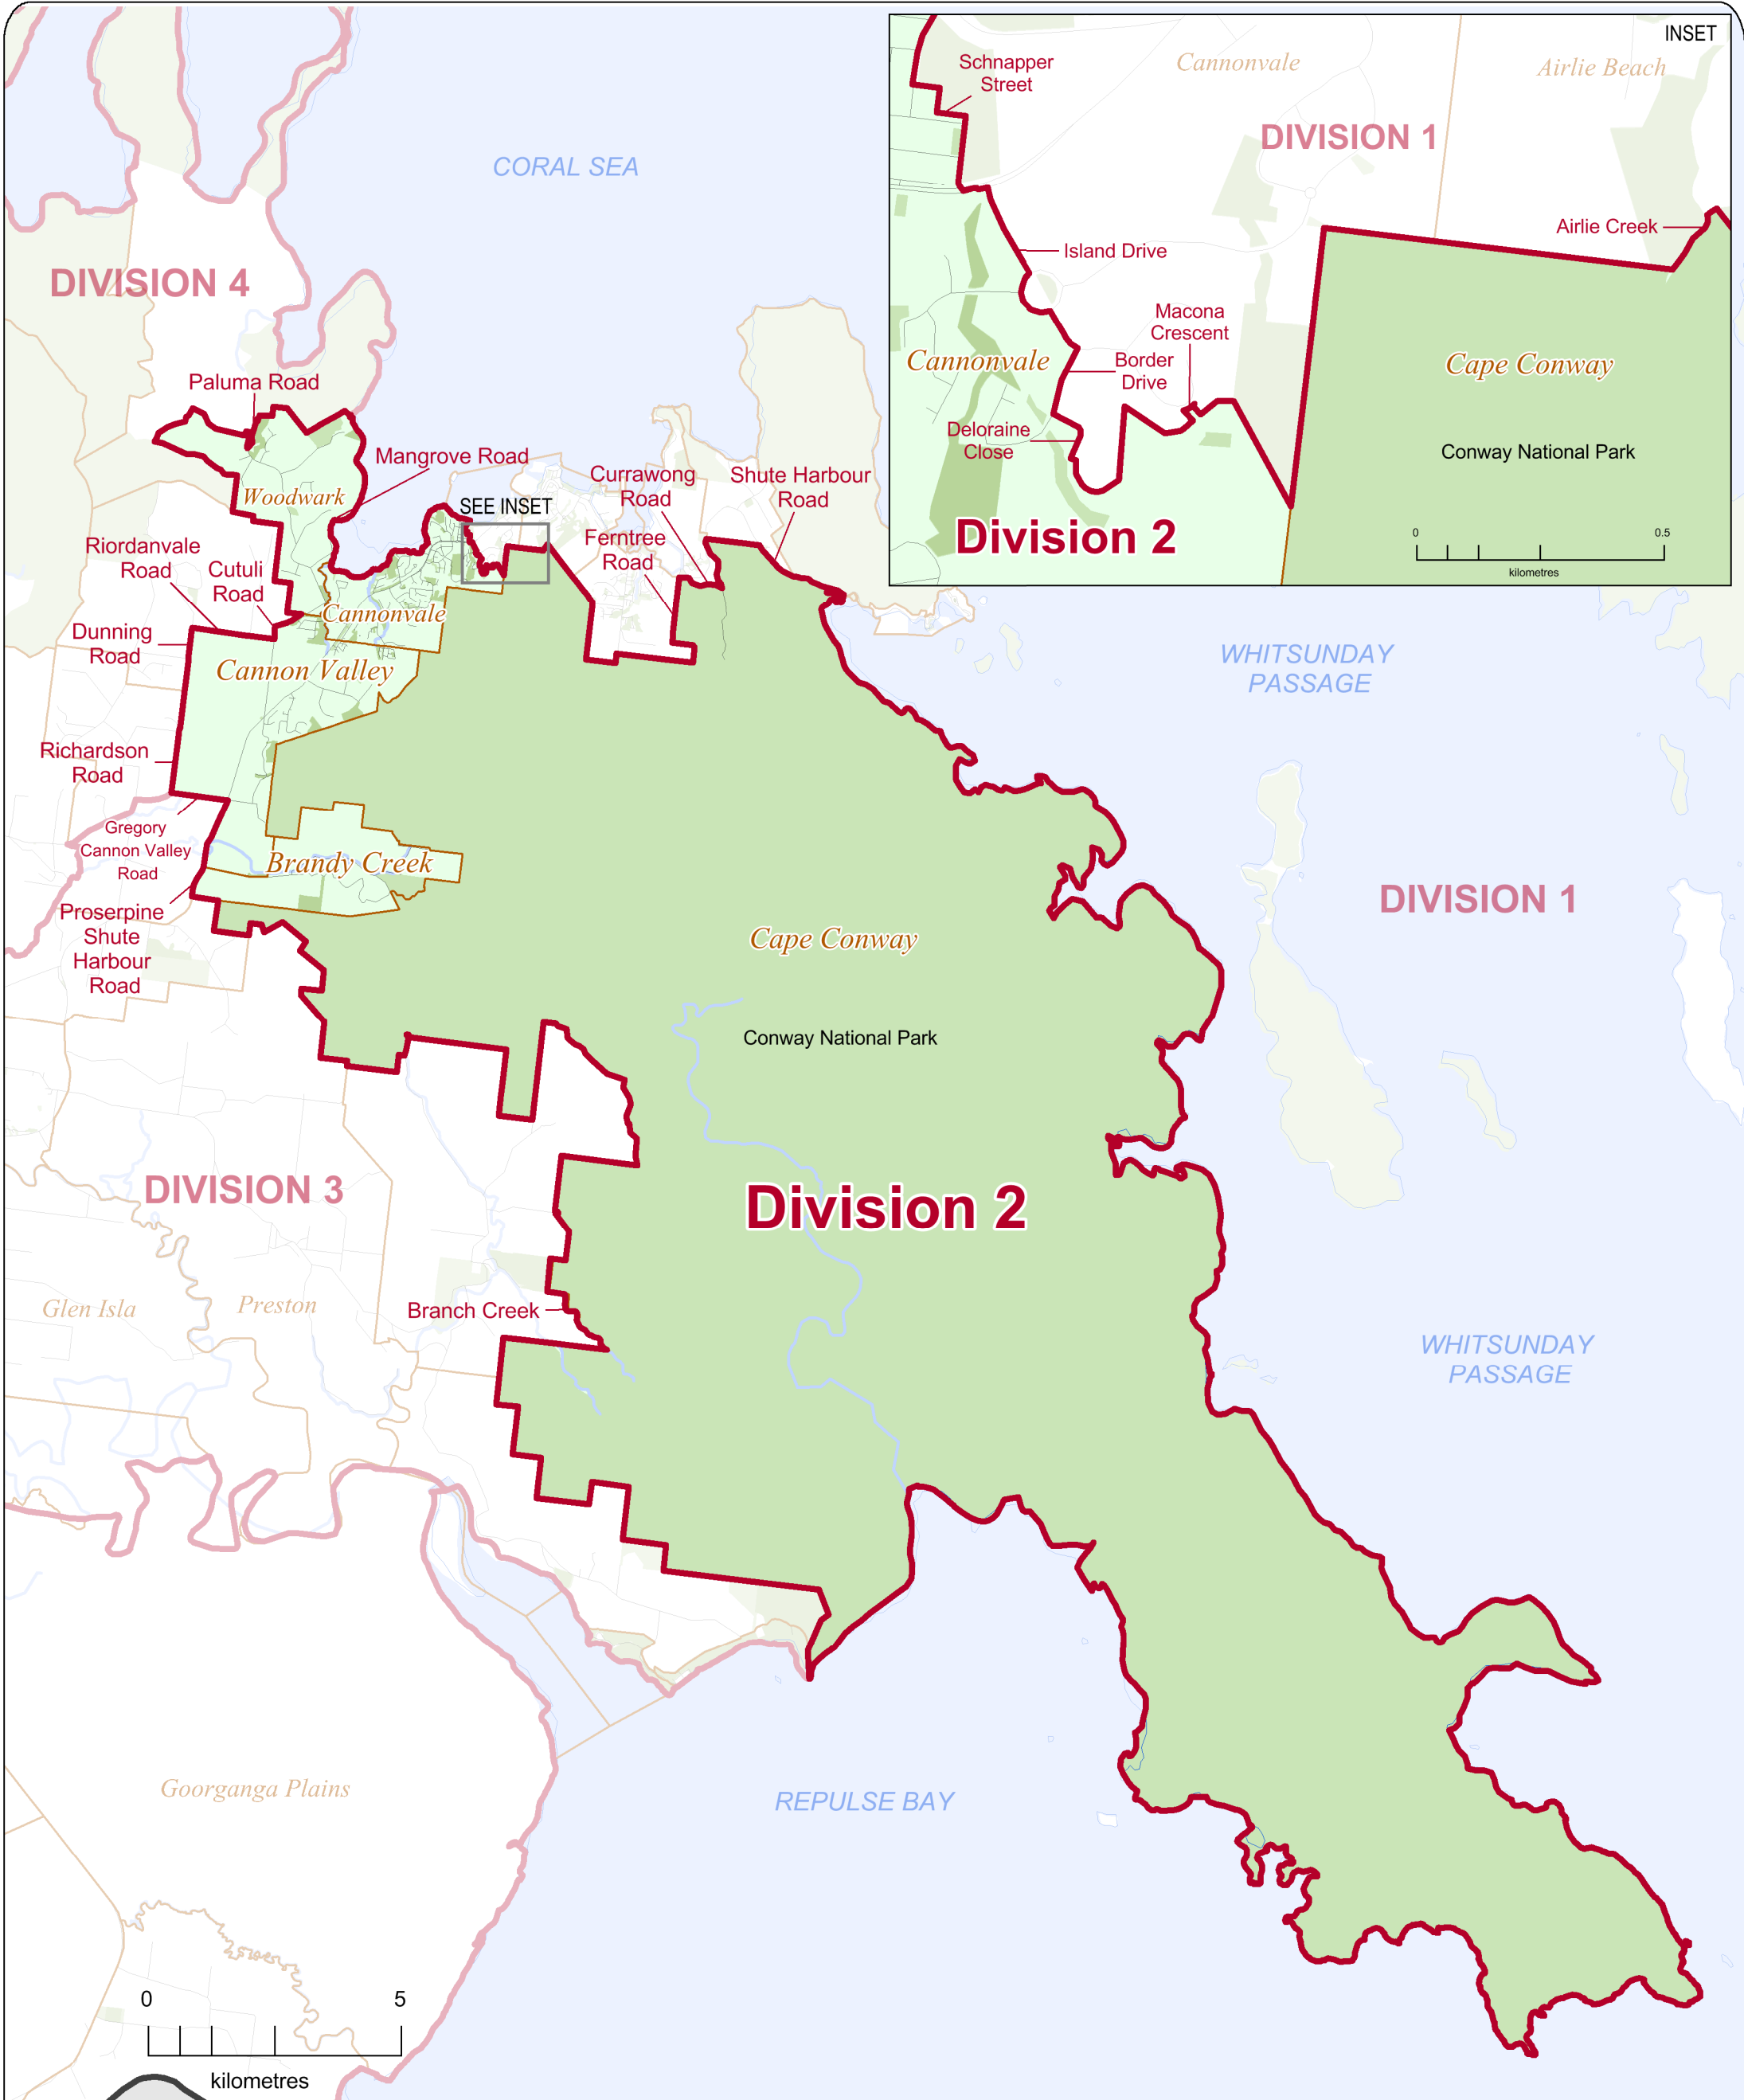 INSET
Schnapper
Street
Cannonvale
Airlie Beach
DIVISION 1
Airlie Creek
Island Drive
Macona
Crescent
Cannonvale
Border
Drive
Cape Conway
Deloraine
Close
Conway National Park
Division 2
0
0.5
kilometres
CORAL SEA
DIVISION 4
Paluma Road
Mangrove Road
Woodwark
SEE INSET
Currawong
Road
Shute Harbour
Road
Ferntree
Road
Riordanvale
Road
Cutuli
Road
Cannonvale
Dunning
Road
Cannon Valley
WHITSUNDAY
PASSAGE
Richardson
Road
Gregory
Cannon Valley
Road
Brandy Creek
DIVISION 1
Proserpine
Shute
Harbour
Road
Cape Conway
Conway National Park
DIVISION 3
Division 2
Glen Isla
Preston
Branch Creek
WHITSUNDAY
PASSAGE
Goorganga Plains
REPULSE BAY
0
5
kilometres